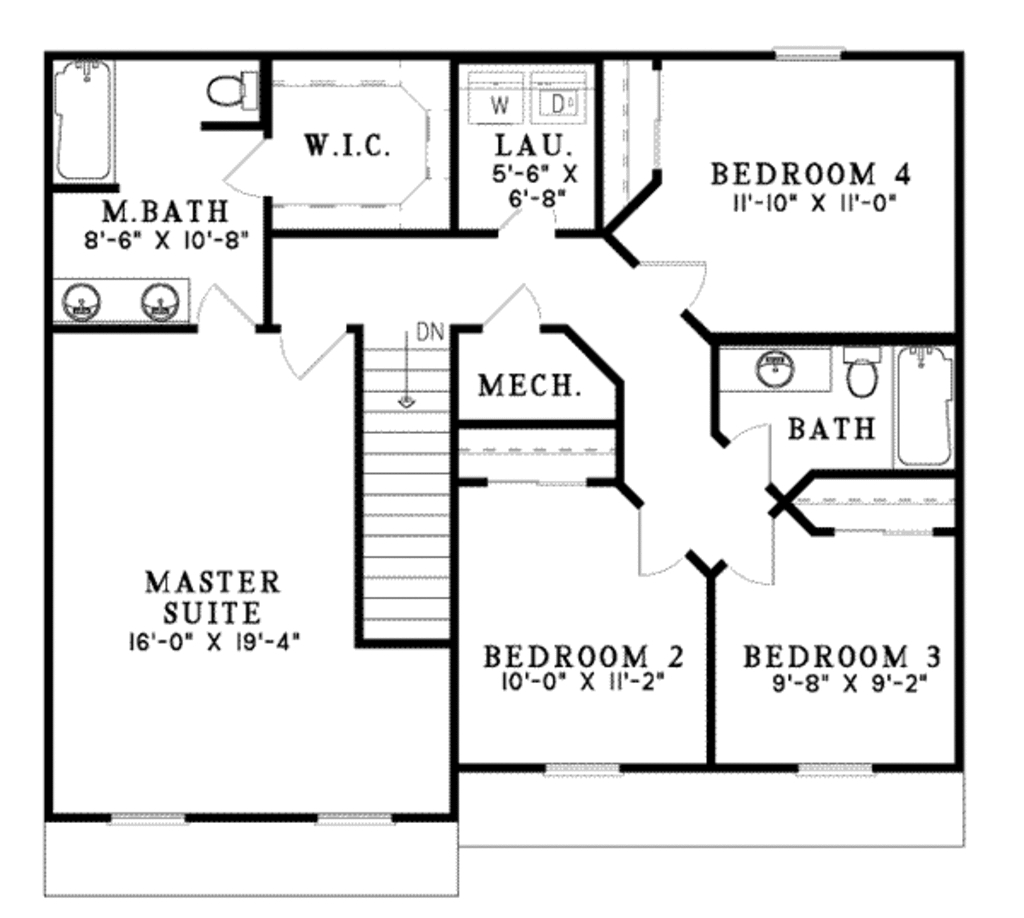 W.I.C.
W
D
LAU.
5'-6" X
6'-8"
BEDROOM 4
11'-10" X 11'-0"
M.BATH
8'-6" X 10'-8"
DN
MECH.
BATH
MASTER
SUITE
16'-0" X 19'-4"
BEDROOM 2
10'-0" X 11'-2"
BEDROOM 3
9'-8" X 9'-2"